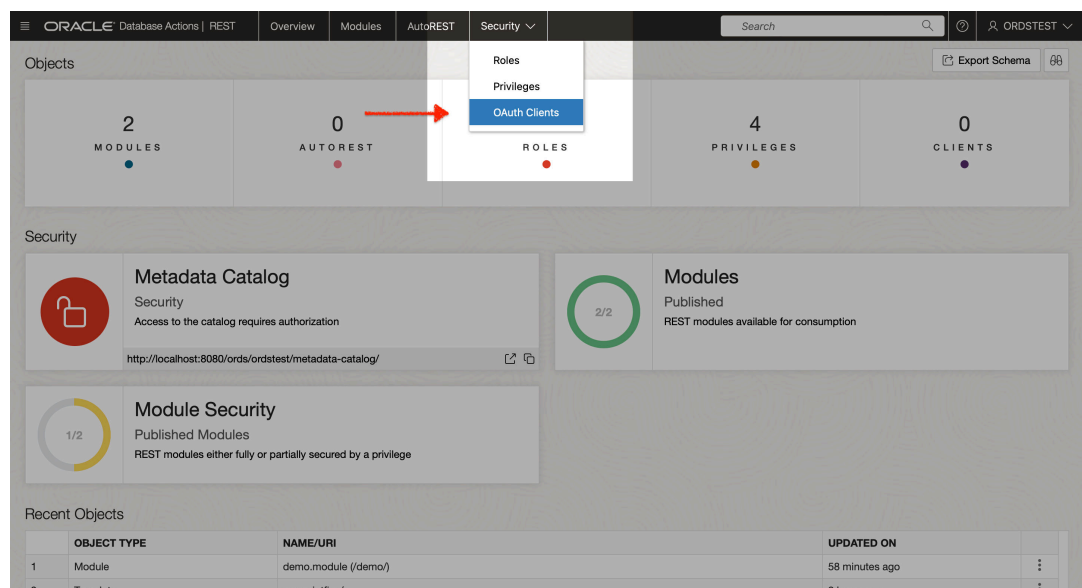 ORACLE Database Actions | REST Overview Modules AutoREST Security Search ORDSTEST
Roles
Privileges
OAuth Clients
Objects Export Schema
2 0 4 0
MODULES AUTOREST ROLES PRIVILEGES CLIENTS
Security
Metadata Catalog
Security
Access to the catalog requires authorization
http://localhost:8080/ords/ordstest/metadata-catalog/
2/2
Modules
Published
REST modules available for consumption
1/2
Module Security
Published Modules
REST modules either fully or partially secured by a privilege
Recent Objects
OBJECT TYPE NAME/URI UPDATED ON
1 Module demo.module (/demo/) 58 minutes ago